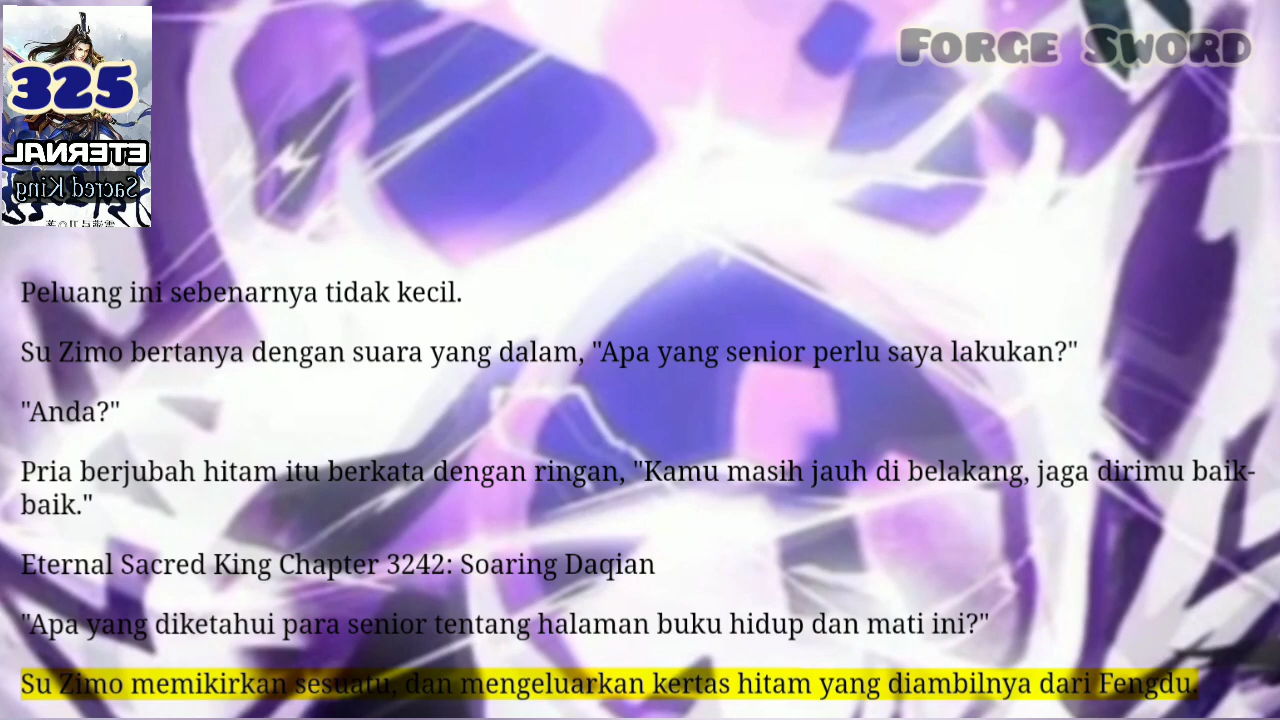 325
ETERNAL
Sacred King
FORGE SWORD
Peluang ini sebenarnya tidak kecil.
Su Zimo bertanya dengan suara yang dalam, "Apa yang senior perlu saya lakukan?"
"Anda?"
Pria berjubah hitam itu berkata dengan ringan, "Kamu masih jauh di belakang, jaga dirimu baik-
baik."
Eternal Sacred King Chapter 3242: Soaring Daqian
"Apa yang diketahui para senior tentang halaman buku hidup dan mati ini?"
Su Zimo memikirkan sesuatu, dan mengeluarkan kertas hitam yang diambilnya dari Fengdu.